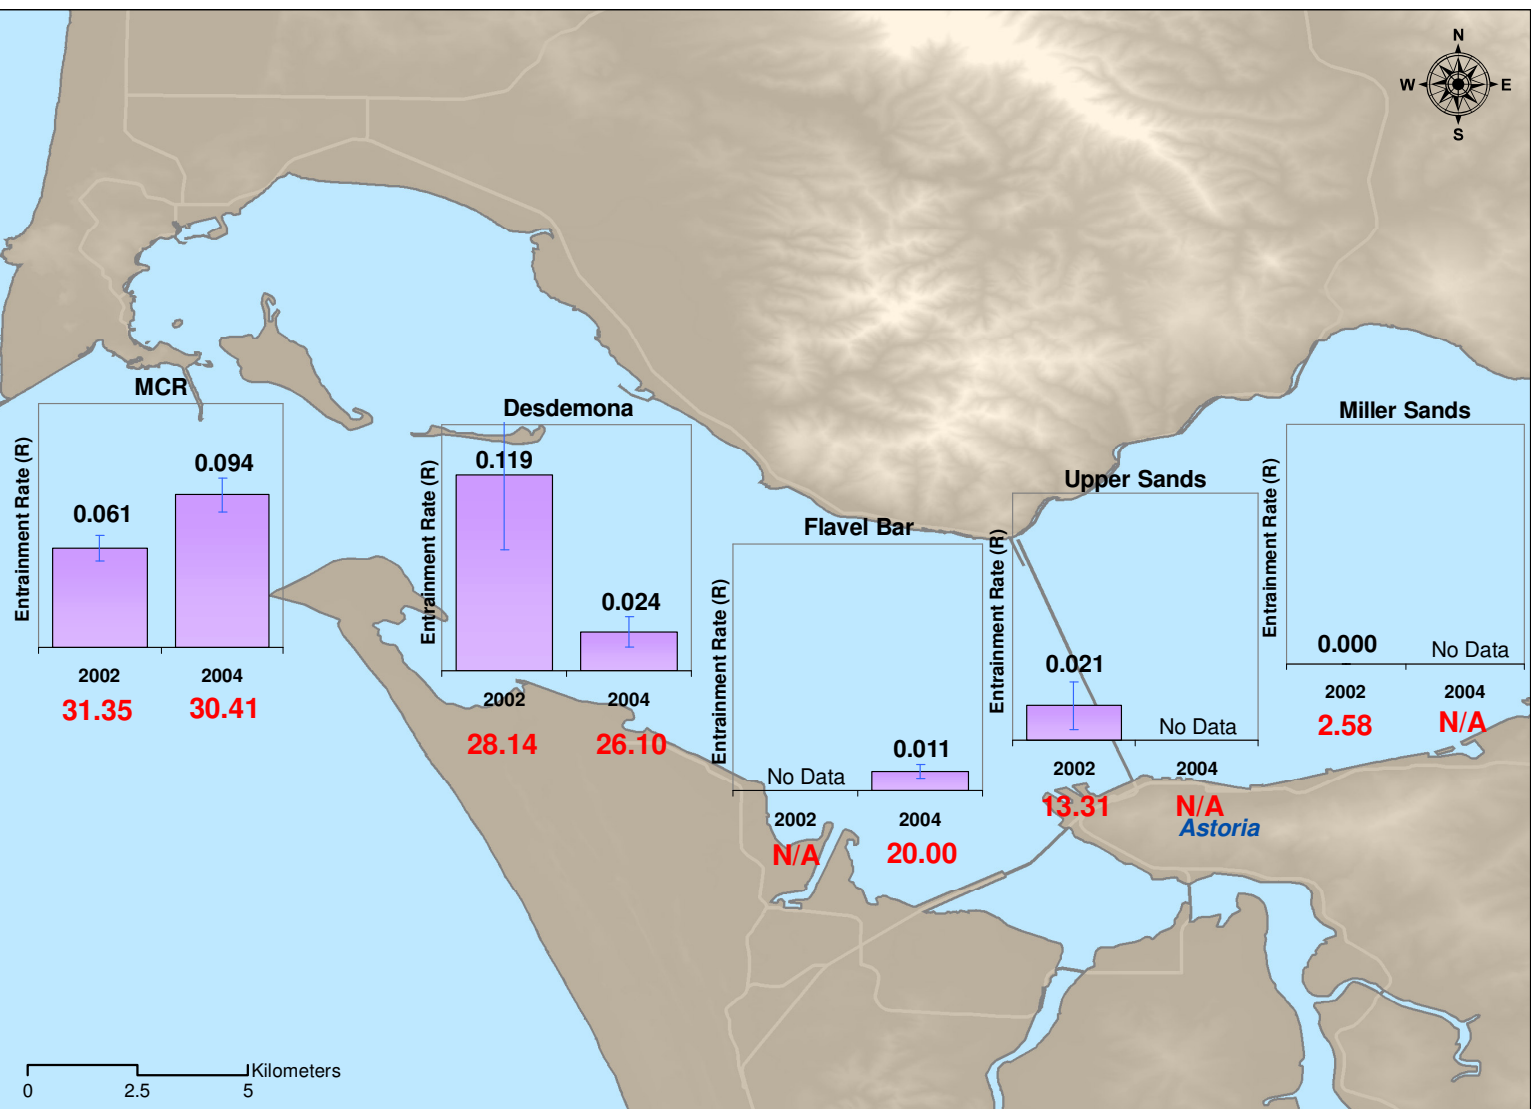 N
W E
S
MCR
Entrainment Rate (R)
0.061
0.094
2002 2004
31.35 30.41
Desdemona
Entrainment Rate (R)
0.119
0.024
2002 2004
28.14 26.10
Flavel Bar
Entrainment Rate (R)
No Data
0.011
2002 2004
N/A 20.00
Upper Sands
Entrainment Rate (R)
0.021
No Data
2002 2004
13.31 N/A
Astoria
Miller Sands
Entrainment Rate (R)
0.000
No Data
2002 2004
2.58 N/A
Kilometers
0 2.5 5